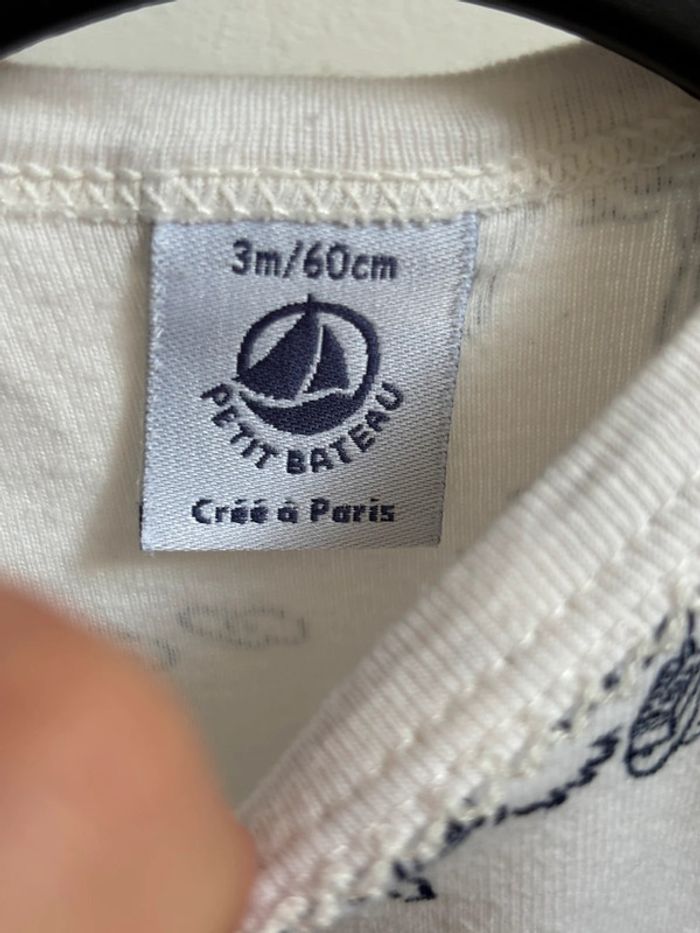 3m/60cm
PETIT BATEAU
Créé à Paris